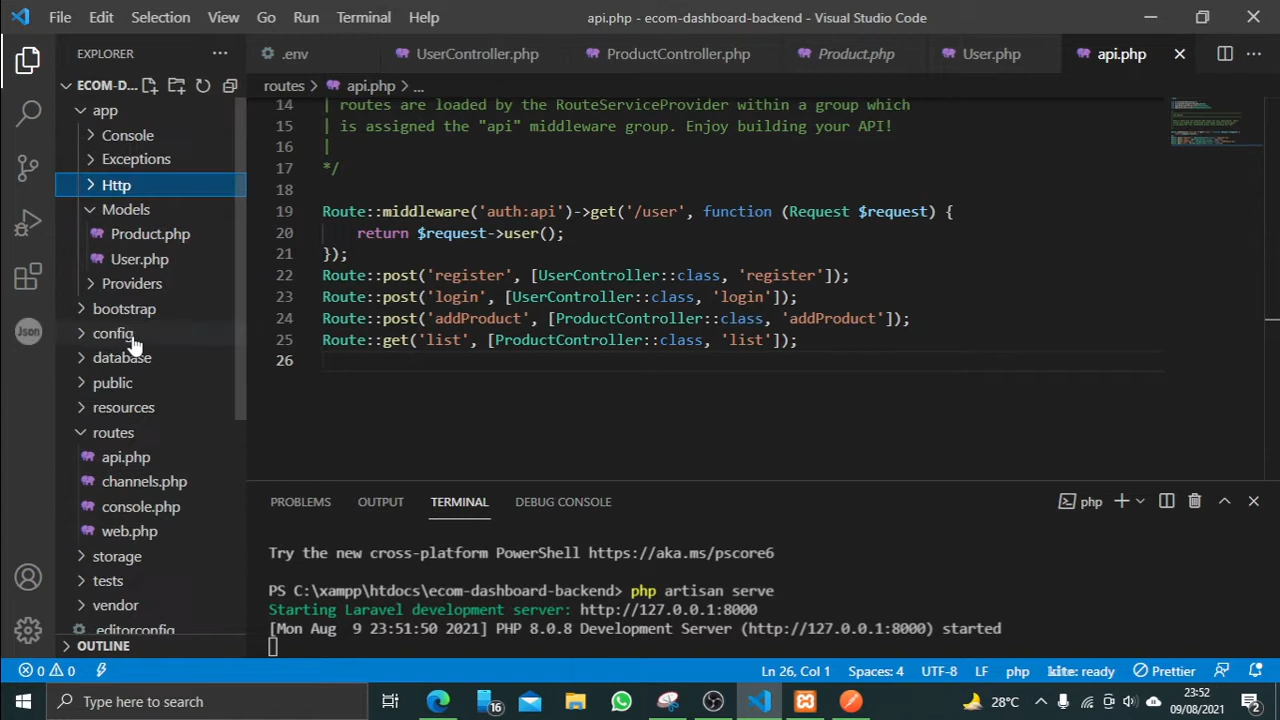 File Edit Selection View Go Run Terminal Help
api.php - ecom-dashboard-backend - Visual Studio Code
EXPLORER
.env
UserController.php
ProductController.php
Product.php
User.php
api.php
ECOM-D...
routes > api.php > ...
app
Console
Exceptions
Http
Models
Product.php
User.php
Providers
bootstrap
config
database
public
resources
routes
api.php
channels.php
console.php
web.php
storage
tests
vendor
.editorconfig
OUTLINE
14 | routes are loaded by the RouteServiceProvider within a group which
15 | is assigned the "api" middleware group. Enjoy building your API!
16 |
17 */
18
19 Route::middleware('auth:api')->get('/user', function (Request $request) {
20 return $request->user();
21 });
22 Route::post('register', [UserController::class, 'register']);
23 Route::post('login', [UserController::class, 'login']);
24 Route::post('addProduct', [ProductController::class, 'addProduct']);
25 Route::get('list', [ProductController::class, 'list']);
26
PROBLEMS OUTPUT TERMINAL DEBUG CONSOLE
php
Try the new cross-platform PowerShell https://aka.ms/pscore6
PS C:\xampp\htdocs\ecom-dashboard-backend> php artisan serve
Starting Laravel development server: http://127.0.0.1:8000
[Mon Aug  9 23:51:50 2021] PHP 8.0.8 Development Server (http://127.0.0.1:8000) started
Json
0 0
Ln 26, Col 1 Spaces: 4 UTF-8 LF php kite: ready Prettier
Type here to search
16
28°C
23:52
09/08/2021
2